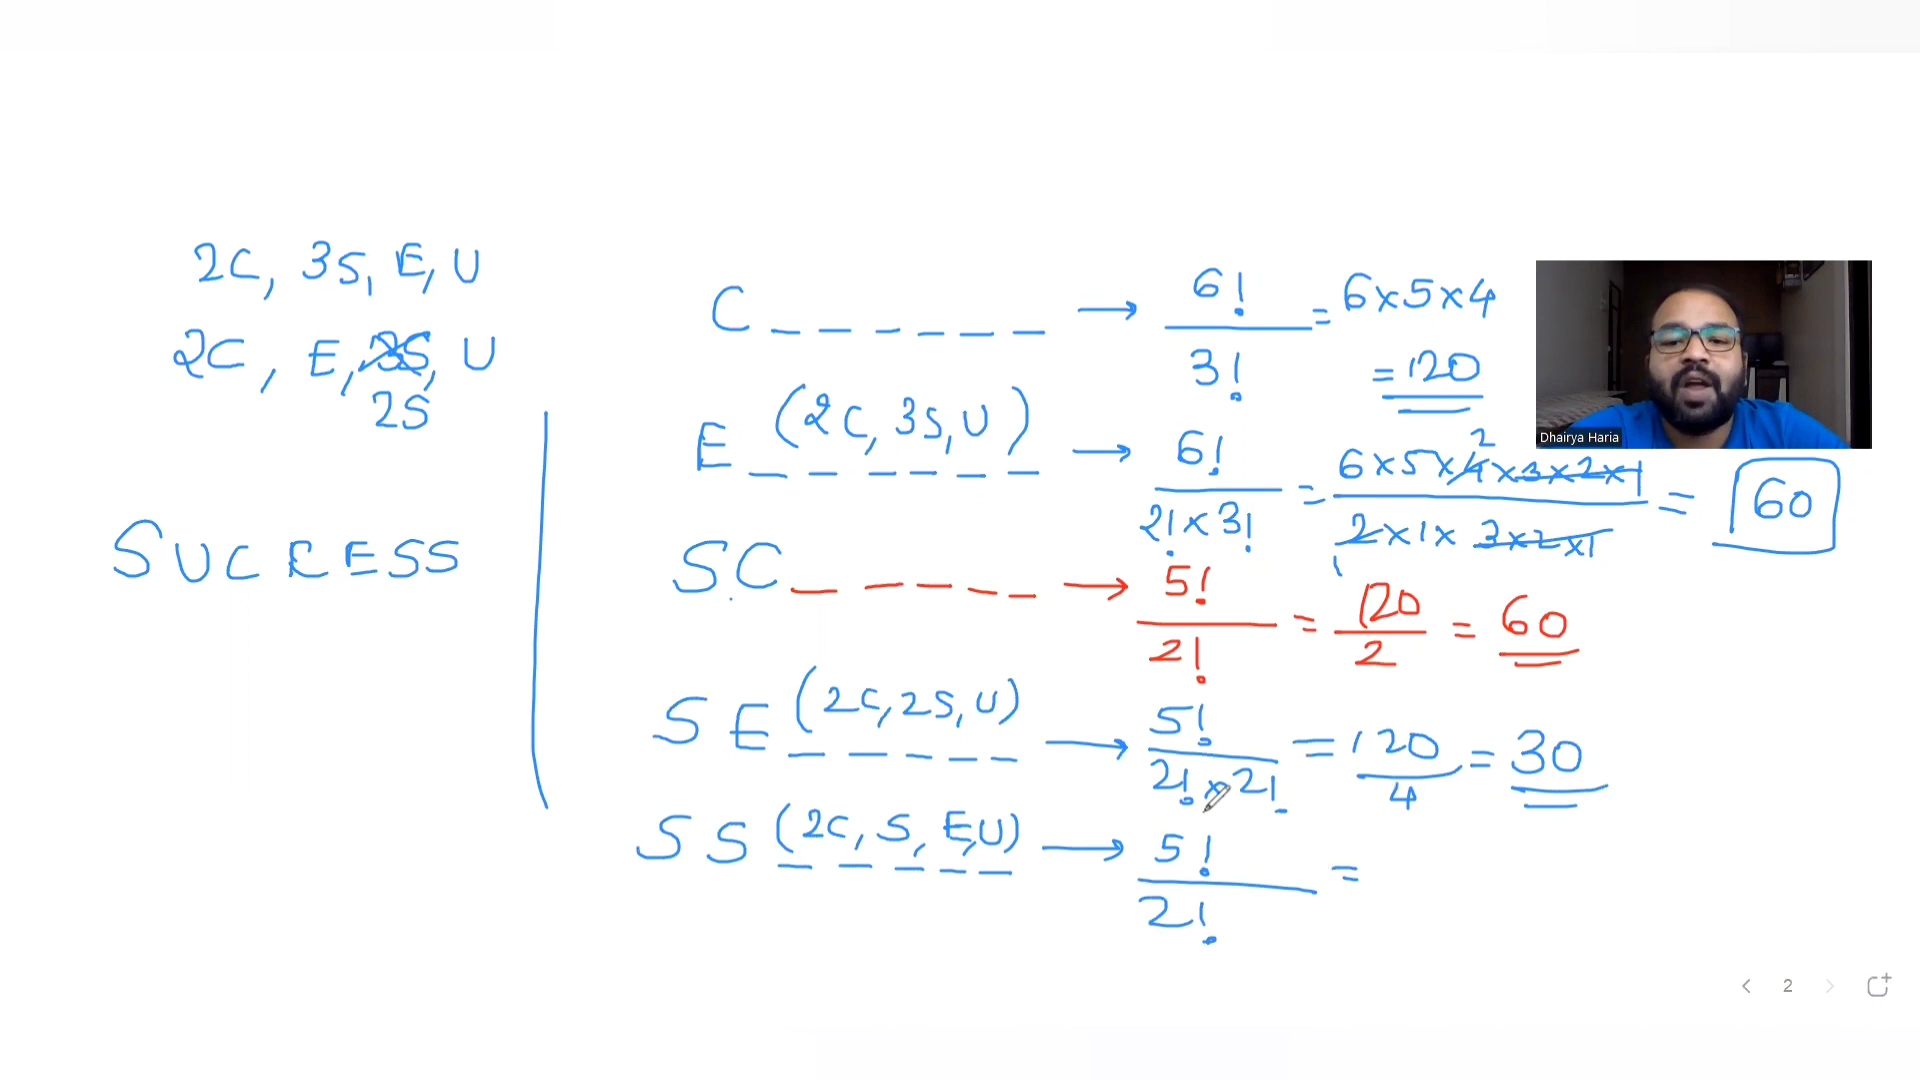 2C, 3S, E, U
2C, E, 3S, U
2S
SUCCESS
C _ _ _ _ _ _ → 6!/3! = 6×5×4
= 120
E (2C, 3S, U) _ _ _ _ _ _ → 6!/(2!×3!) = (6×5×4×3×2×1)/(2×1×3×2×1) = 60
2
1
SC _ _ _ _ _ → 5!/2! = 120/2 = 60
SE (2C, 2S, U) _ _ _ _ _ → 5!/(2!×2!) = 120/4 = 30
SS (2C, S, E, U) _ _ _ _ _ → 5!/2! =
Dhairya Haria
2